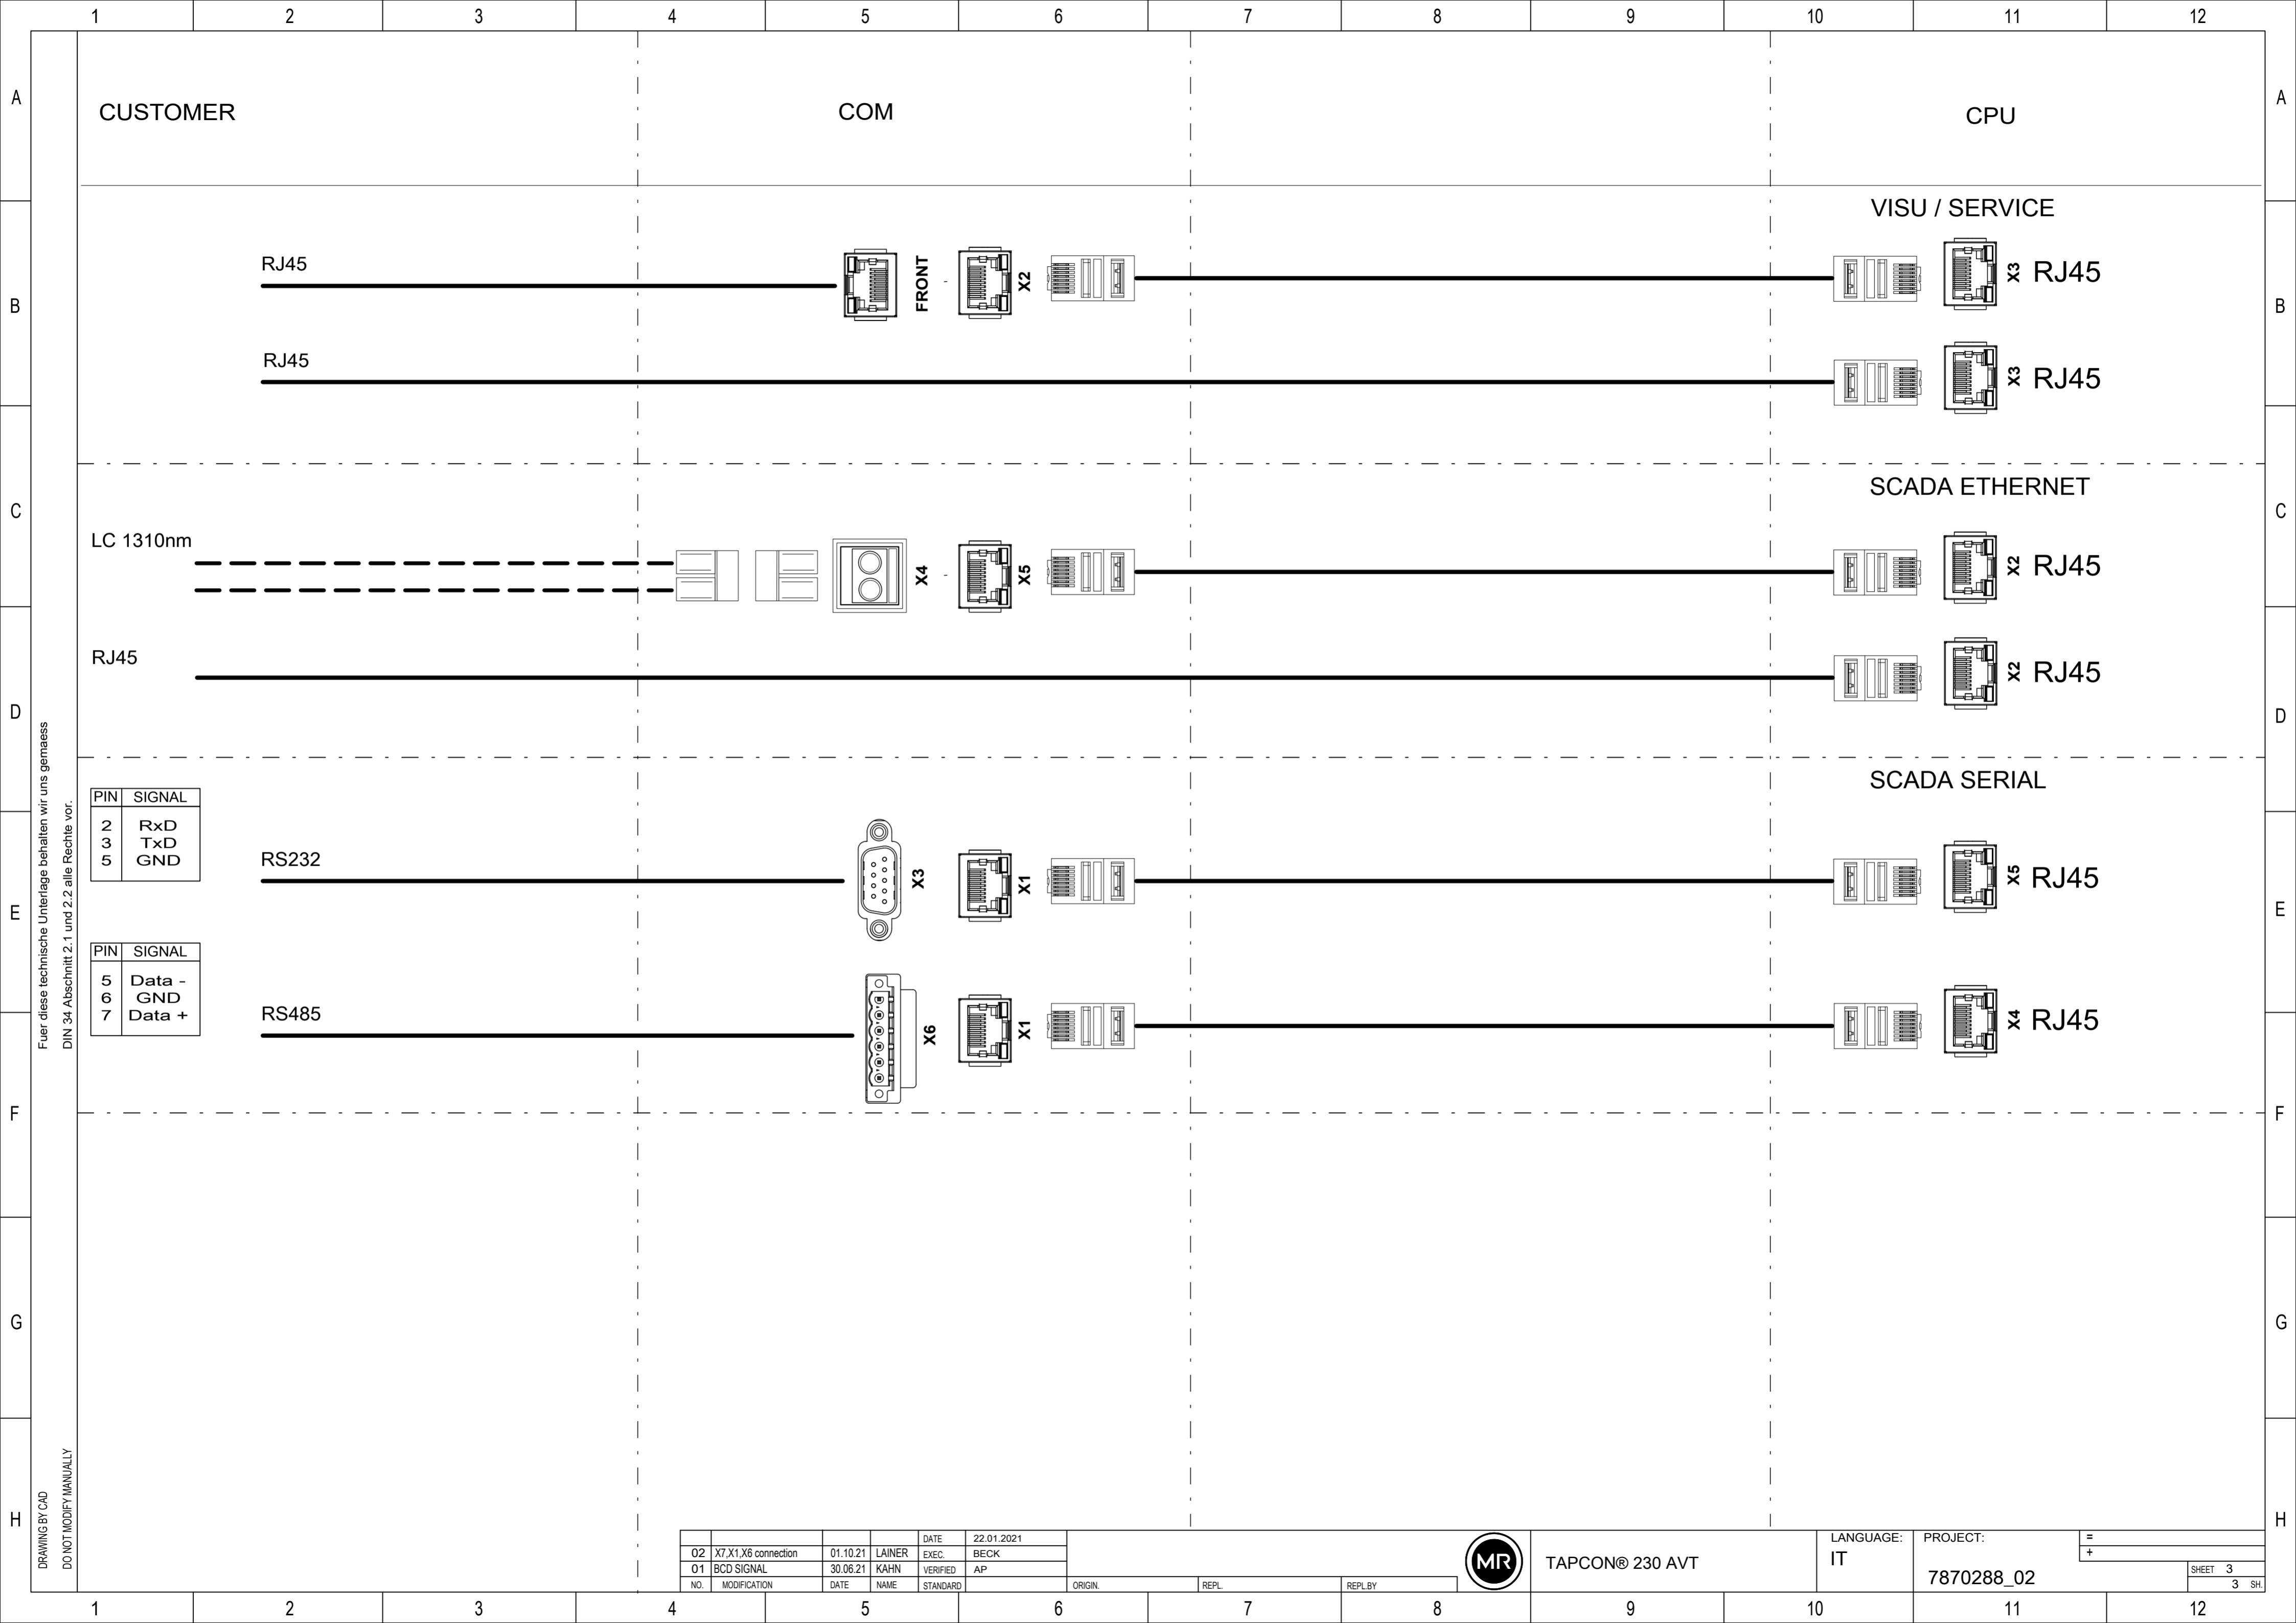 1 2 3 4 5 6 7 8 9 10 11 12
A A
CUSTOMER COM CPU
VISU / SERVICE
RJ45 FRONT X2 X3 RJ45
B B
RJ45 X3 RJ45
SCADA ETHERNET
C C
LC 1310nm X4 X5 X2 RJ45
RJ45 X2 RJ45
D D
SCADA SERIAL
PIN SIGNAL
2 RxD
3 TxD
5 GND
RS232 X3 X1 X5 RJ45
E E
PIN SIGNAL
5 Data -
6 GND
7 Data +
RS485 X6 X1 X4 RJ45
F F
G G
H H
Fuer diese technische Unterlage behalten wir uns gemaess
DIN 34 Abschnitt 2.1 und 2.2 alle Rechte vor.
DRAWING BY CAD
DO NOT MODIFY MANUALLY
DATE 22.01.2021
02 X7,X1,X6 connection 01.10.21 LAINER EXEC. BECK
01 BCD SIGNAL 30.06.21 KAHN VERIFIED AP
NO. MODIFICATION DATE NAME STANDARD ORIGIN. REPL. REPL.BY
MR
TAPCON® 230 AVT
LANGUAGE:
IT
PROJECT:
7870288_02
=
+
SHEET 3
3 SH.
1 2 3 4 5 6 7 8 9 10 11 12